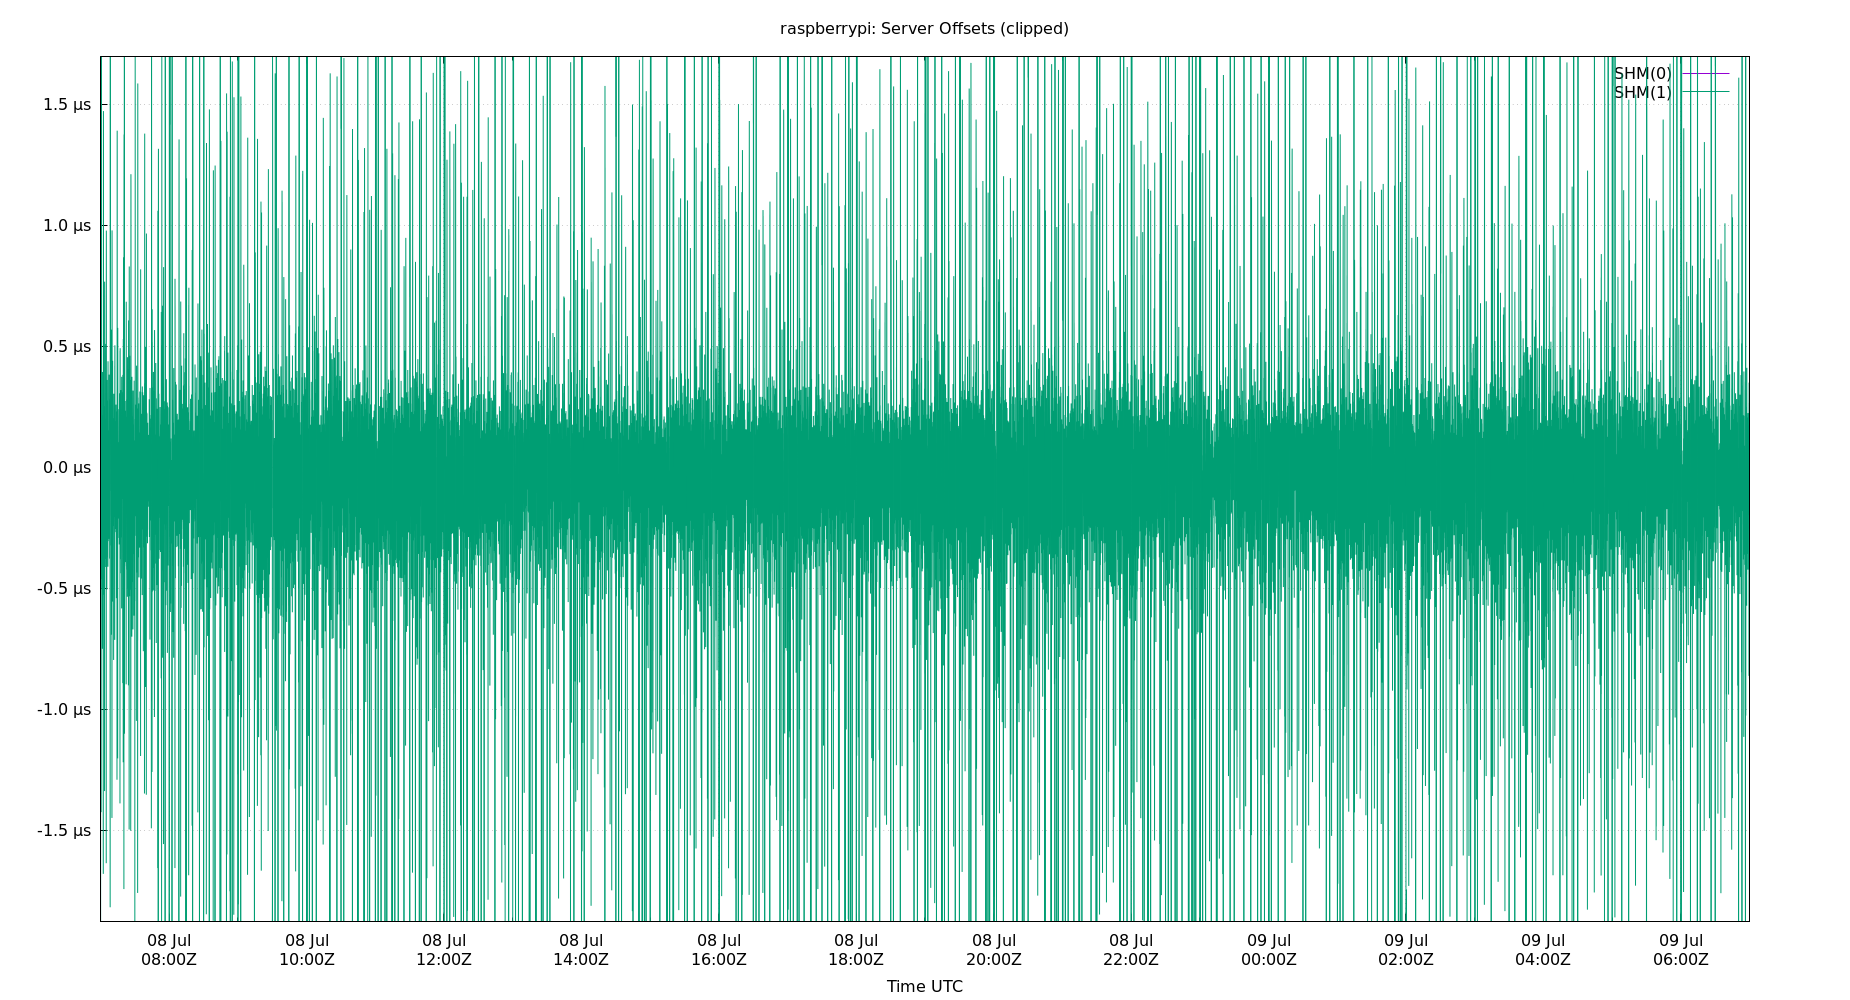 raspberrypi: Server Offsets (clipped)
SHM(0)
SHM(1)
1.5 µs
1.0 µs
0.5 µs
0.0 µs
-0.5 µs
-1.0 µs
-1.5 µs
08 Jul 08 Jul 08 Jul 08 Jul 08 Jul 08 Jul 08 Jul 08 Jul 09 Jul 09 Jul 09 Jul 09 Jul
08:00Z 10:00Z 12:00Z 14:00Z 16:00Z 18:00Z 20:00Z 22:00Z 00:00Z 02:00Z 04:00Z 06:00Z
Time UTC